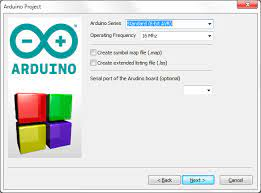 Arduino Project
Arduino Series Standard (8-bit AVR)
Operating Frequency 16 Mhz
Create symbol map file (.map)
Create extended listing file (.lss)
Serial port of the Arudino board (optional)
ARDUINO
< Back
Next >
Cancel